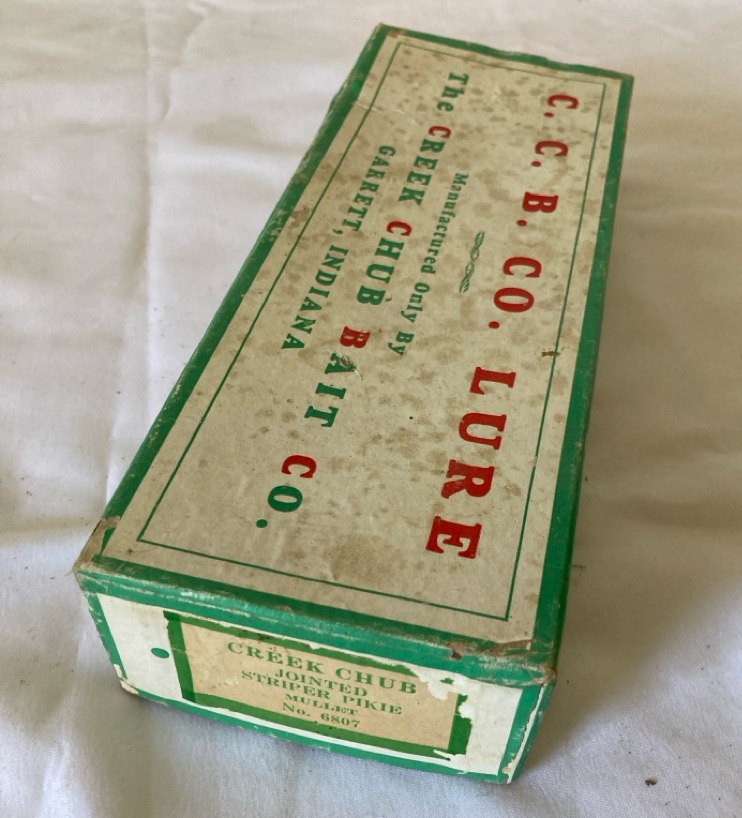 C. C. B. CO. LURE
Manufactured Only By
The CREEK CHUB BAIT CO.
GARRETT, INDIANA
CREEK CHUB
JOINTED
STRIPER PIKIE
MULLET
No. 6807